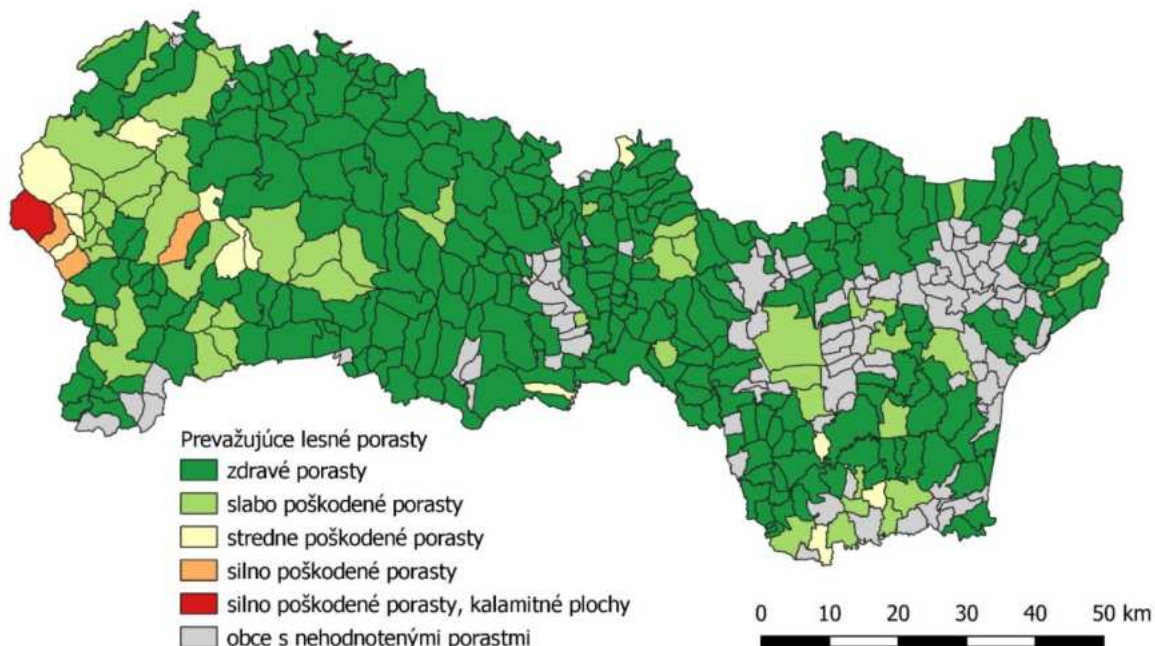 Prevažujúce lesné porasty
zdravé porasty
slabo poškodené porasty
stredne poškodené porasty
silno poškodené porasty
silno poškodené porasty, kalamitné plochy
obce s nehodnotenými porastmi
0 10 20 30 40 50 km